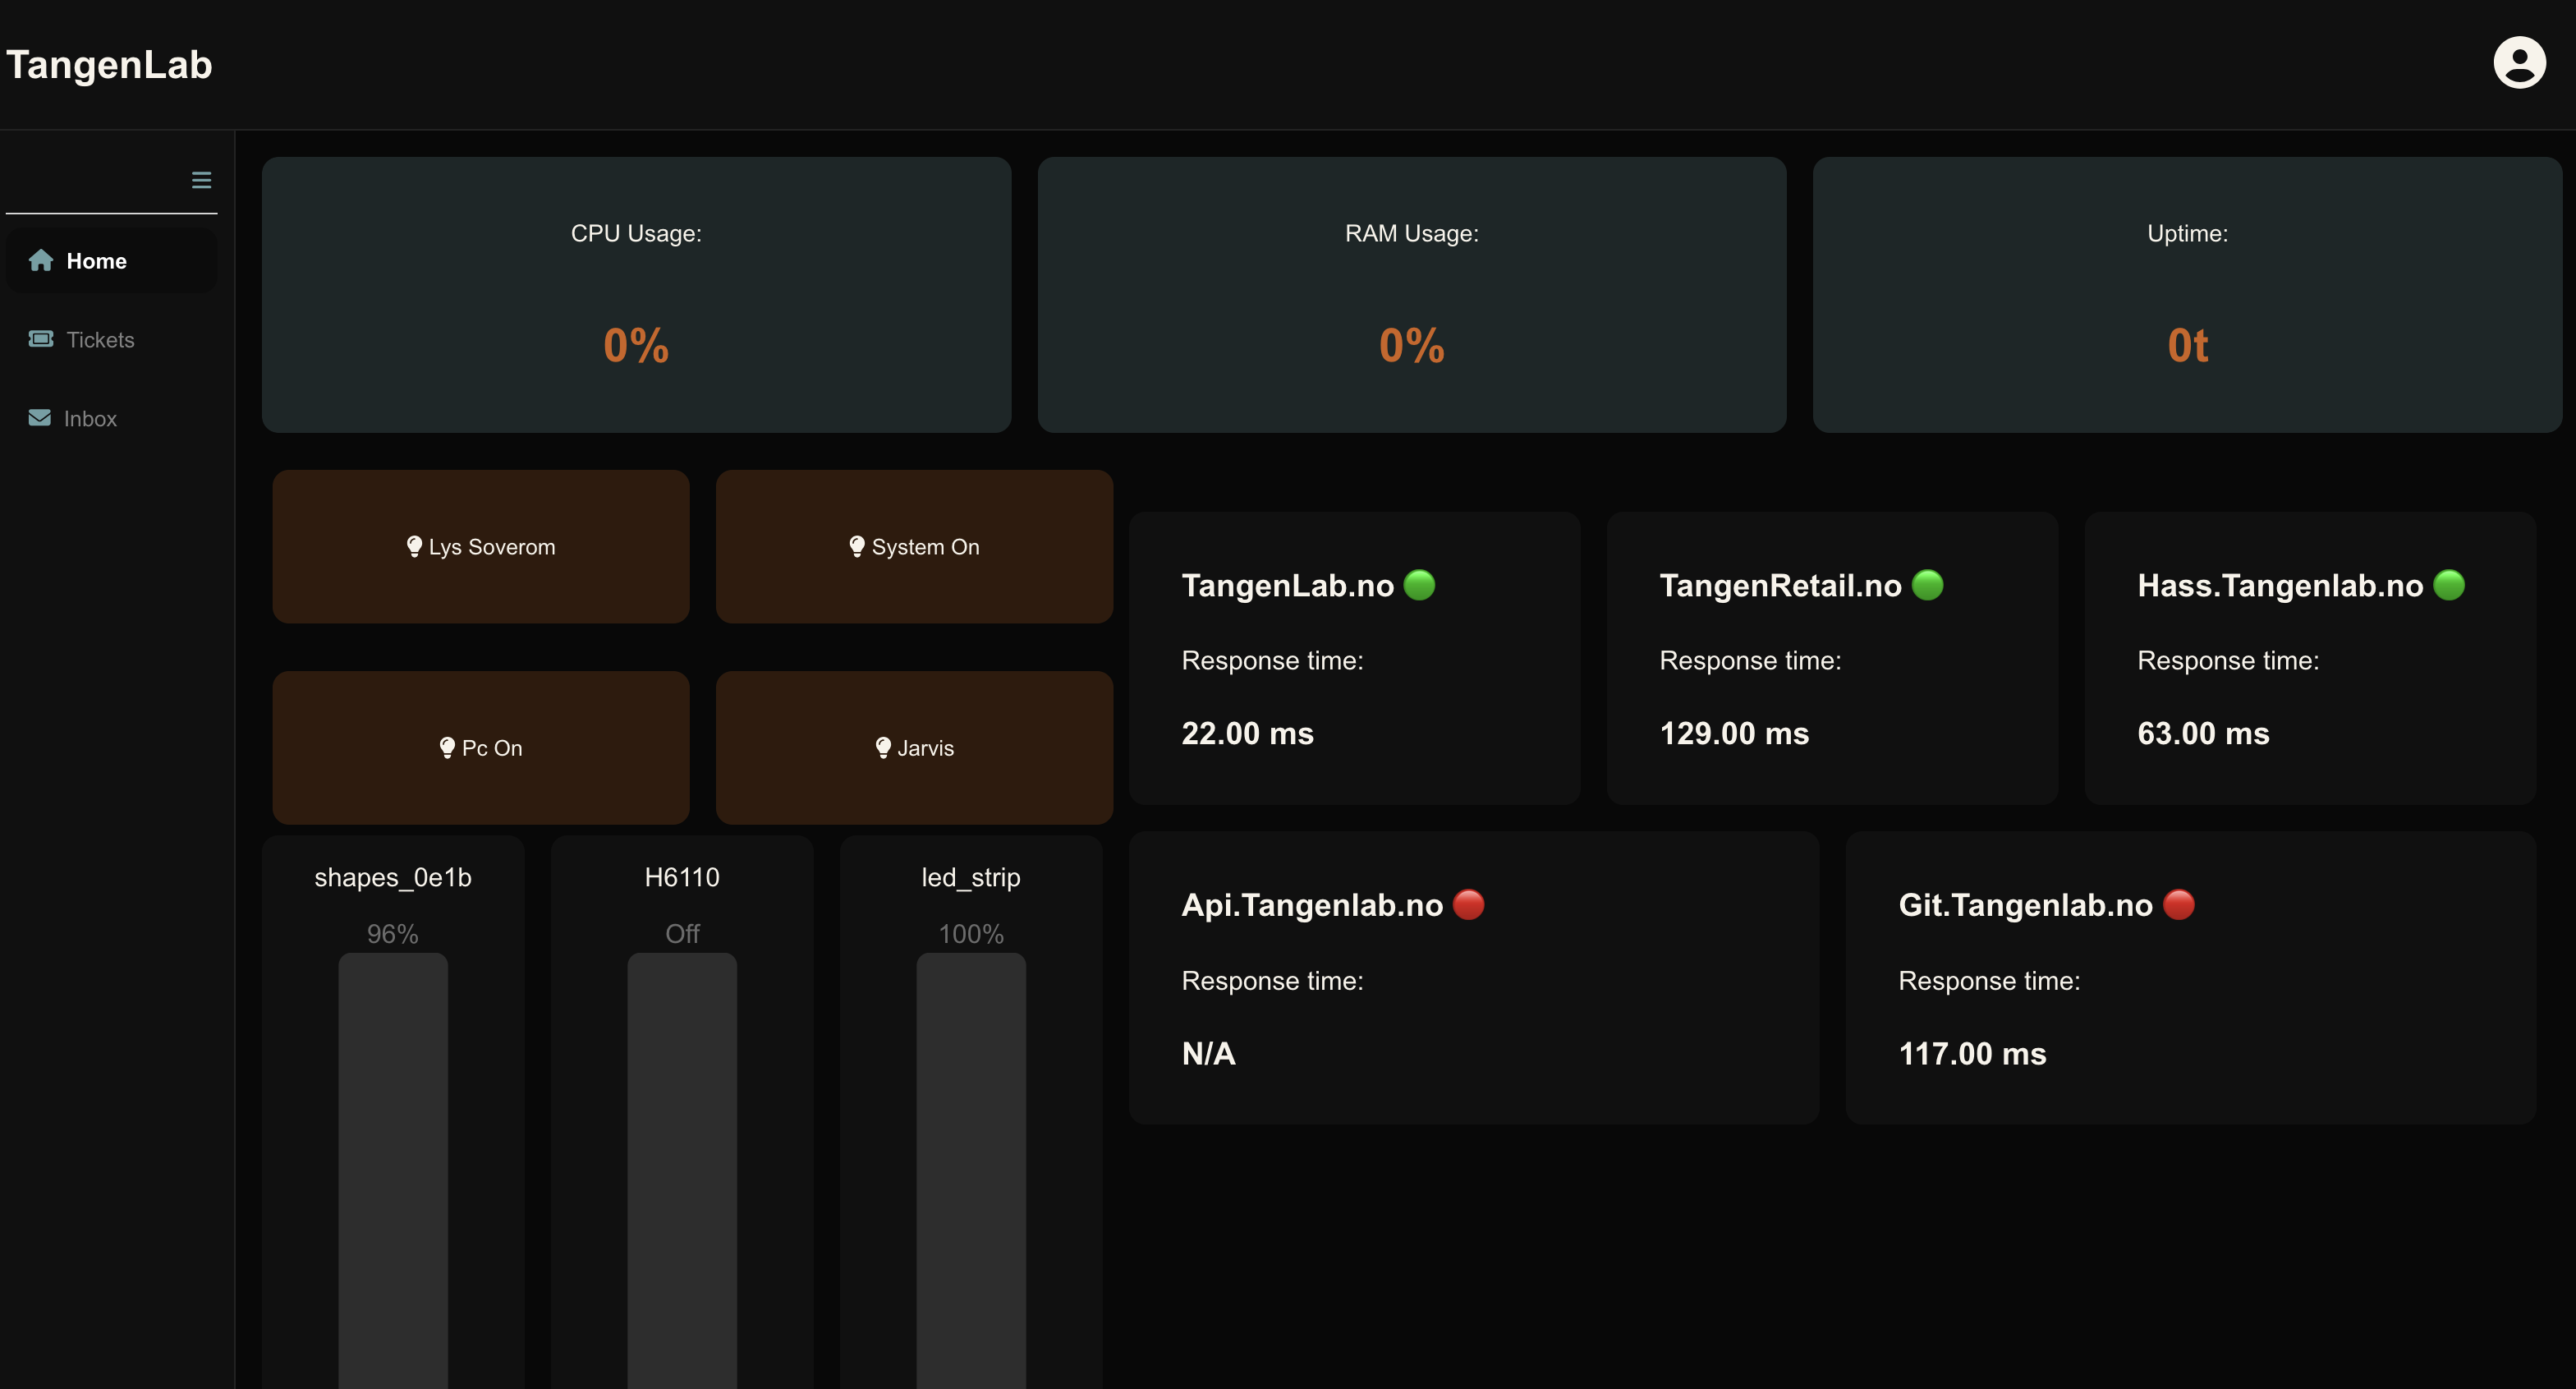 TangenLab
Home
Tickets
Inbox
CPU Usage:
0%
RAM Usage:
0%
Uptime:
0t
Lys Soverom
System On
Pc On
Jarvis
shapes_0e1b
96%
H6110
Off
led_strip
100%
TangenLab.no
Response time:
22.00 ms
TangenRetail.no
Response time:
129.00 ms
Hass.Tangenlab.no
Response time:
63.00 ms
Api.Tangenlab.no
Response time:
N/A
Git.Tangenlab.no
Response time:
117.00 ms